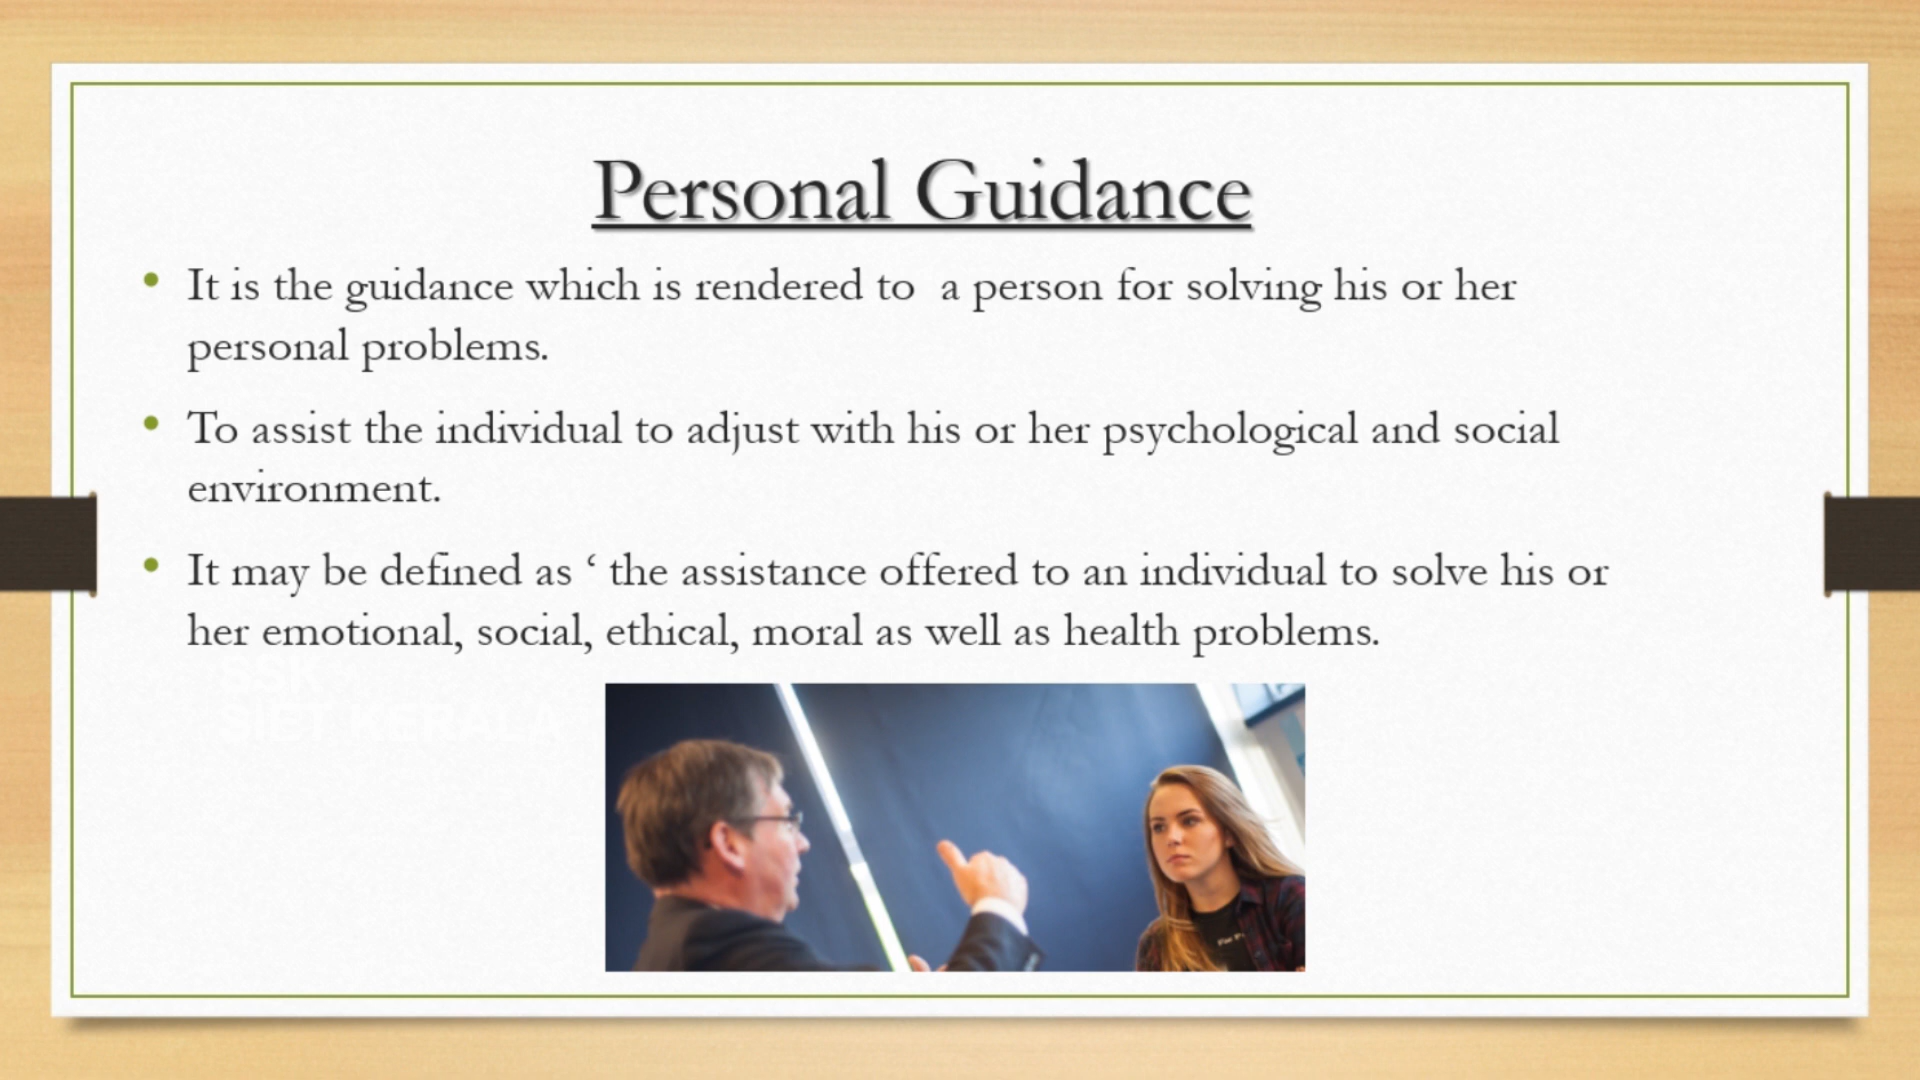 Personal Guidance
• It is the guidance which is rendered to  a person for solving his or her
personal problems.
• To assist the individual to adjust with his or her psychological and social
environment.
• It may be defined as ‘ the assistance offered to an individual to solve his or
her emotional, social, ethical, moral as well as health problems.
SSK
SIET KERALA